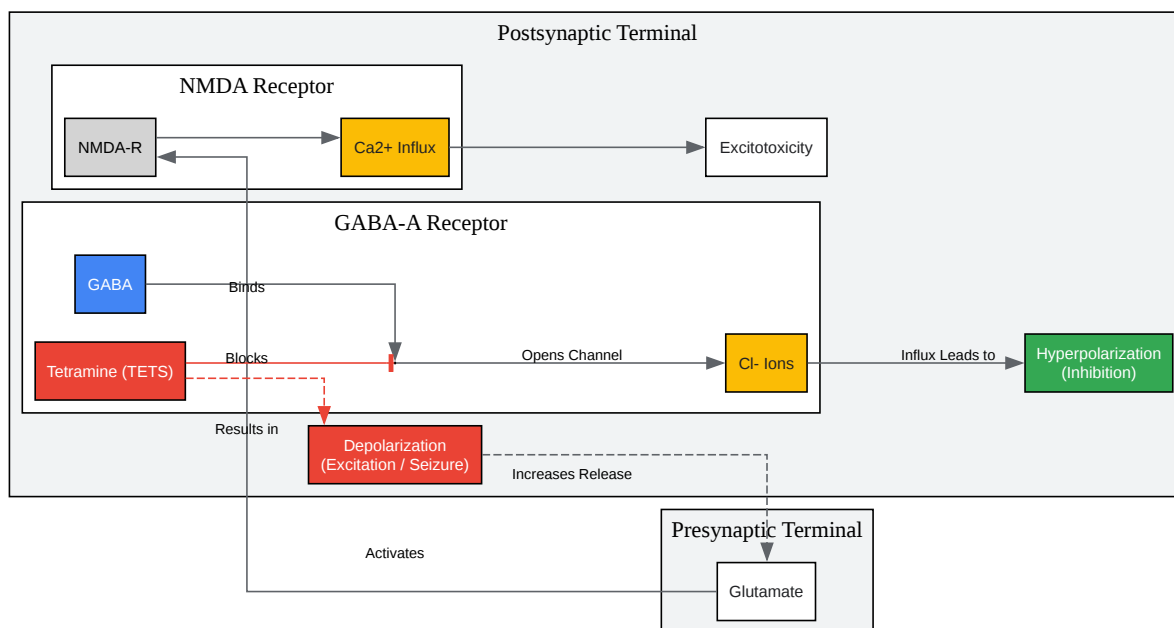 Postsynaptic Terminal
NMDA Receptor
NMDA-R
Ca2+ Influx
Excitotoxicity
GABA-A Receptor
GABA
Binds
Tetramine (TETS)
Blocks
Opens Channel
Cl- Ions
Influx Leads to
Hyperpolarization
(Inhibition)
Results in
Depolarization
(Excitation / Seizure)
Increases Release
Presynaptic Terminal
Activates
Glutamate